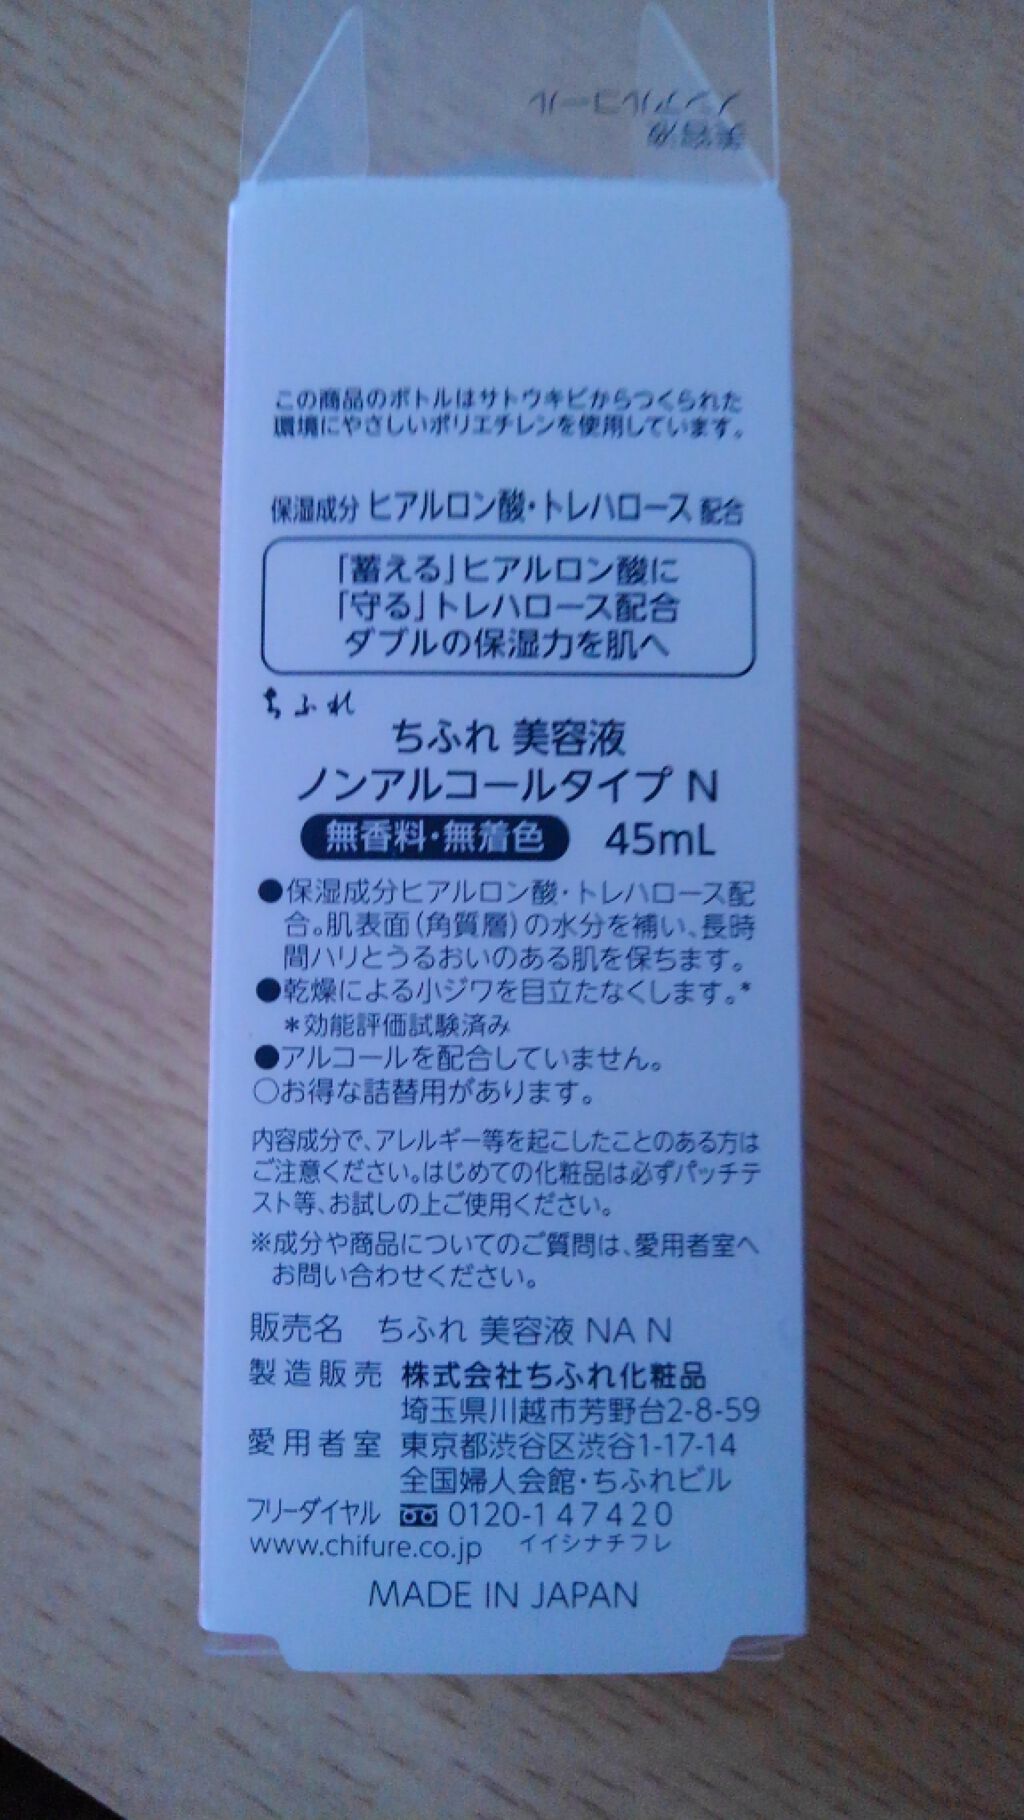 美容液
ノンアルコール
この商品のボトルはサトウキビからつくられた
環境にやさしいポリエチレンを使用しています。
保湿成分 ヒアルロン酸・トレハロース 配合
「蓄える」ヒアルロン酸に
「守る」トレハロース配合
ダブルの保湿力を肌へ
ちふれ
ちふれ 美容液
ノンアルコールタイプ N
無香料・無着色 45mL
●保湿成分ヒアルロン酸・トレハロース配
合。肌表面(角質層)の水分を補い、長時
間ハリとうるおいのある肌を保ちます。
●乾燥による小ジワを目立たなくします。*
*効能評価試験済み
●アルコールを配合していません。
○お得な詰替用があります。
内容成分で、アレルギー等を起こしたことのある方は
ご注意ください。はじめての化粧品は必ずパッチテ
スト等、お試しの上ご使用ください。
※成分や商品についてのご質問は、愛用者室へ
お問い合わせください。
販売名 ちふれ 美容液 NA N
製造販売 株式会社ちふれ化粧品
埼玉県川越市芳野台2-8-59
愛用者室 東京都渋谷区渋谷1-17-14
全国婦人会館・ちふれビル
フリーダイヤル 0120-147420
www.chifure.co.jp イイシナチフレ
MADE IN JAPAN